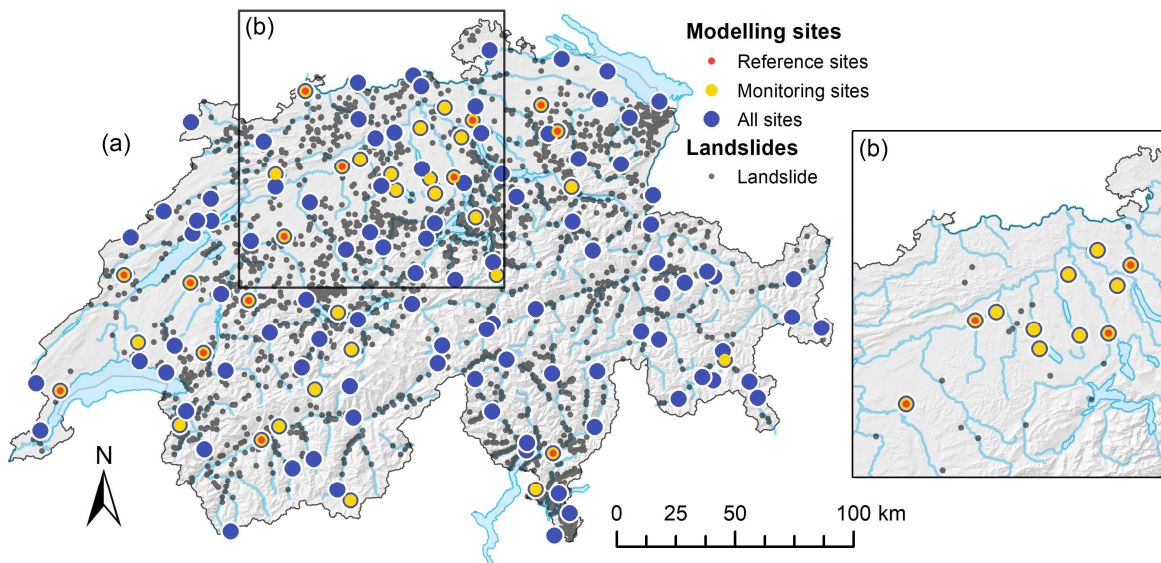 (b)
Modelling sites
Reference sites
Monitoring sites
All sites
Landslides
Landslide
(a)
(b)
N
0 25 50 100 km